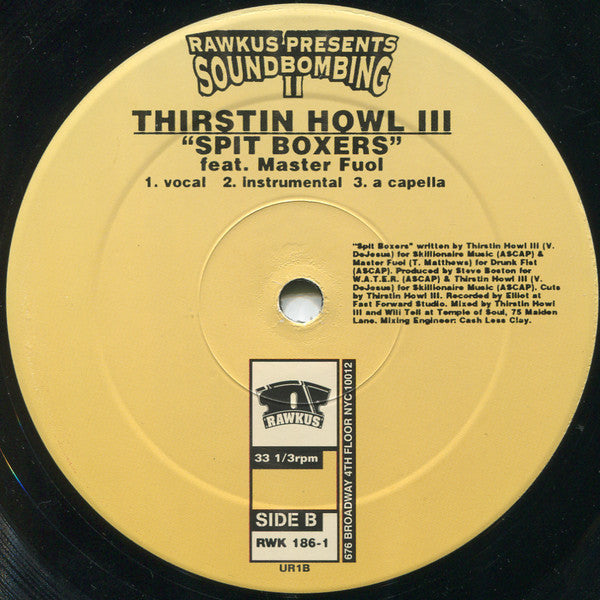 RAWKUS PRESENTS
SOUNDBOMBING
II
THIRSTIN HOWL III
"SPIT BOXERS"
feat. Master Fuol
1. vocal 2. instrumental 3. a capella
"Spit Boxers" written by Thirstin Howl III (V.
DeJesus) for Skillionaire Music (ASCAP) &
Master Fuol (T. Matthews) for Drunk Fist
(ASCAP). Produced by Steve Boston for
W.A.T.E.R. (ASCAP) & Thirstin Howl III (V.
DeJesus) for Skillionaire Music (ASCAP). Cuts
by Thirstin Howl III. Recorded by Elliot at
Fast Forward Studio. Mixed by Thirstin Howl
III and Will Tell at Temple of Soul, 75 Maiden
Lane. Mixing Engineer: Cash Less Clay.
RAWKUS
33 1/3rpm
SIDE B
RWK 186-1
676 BROADWAY 4TH FLOOR NYC 10012
UR1B